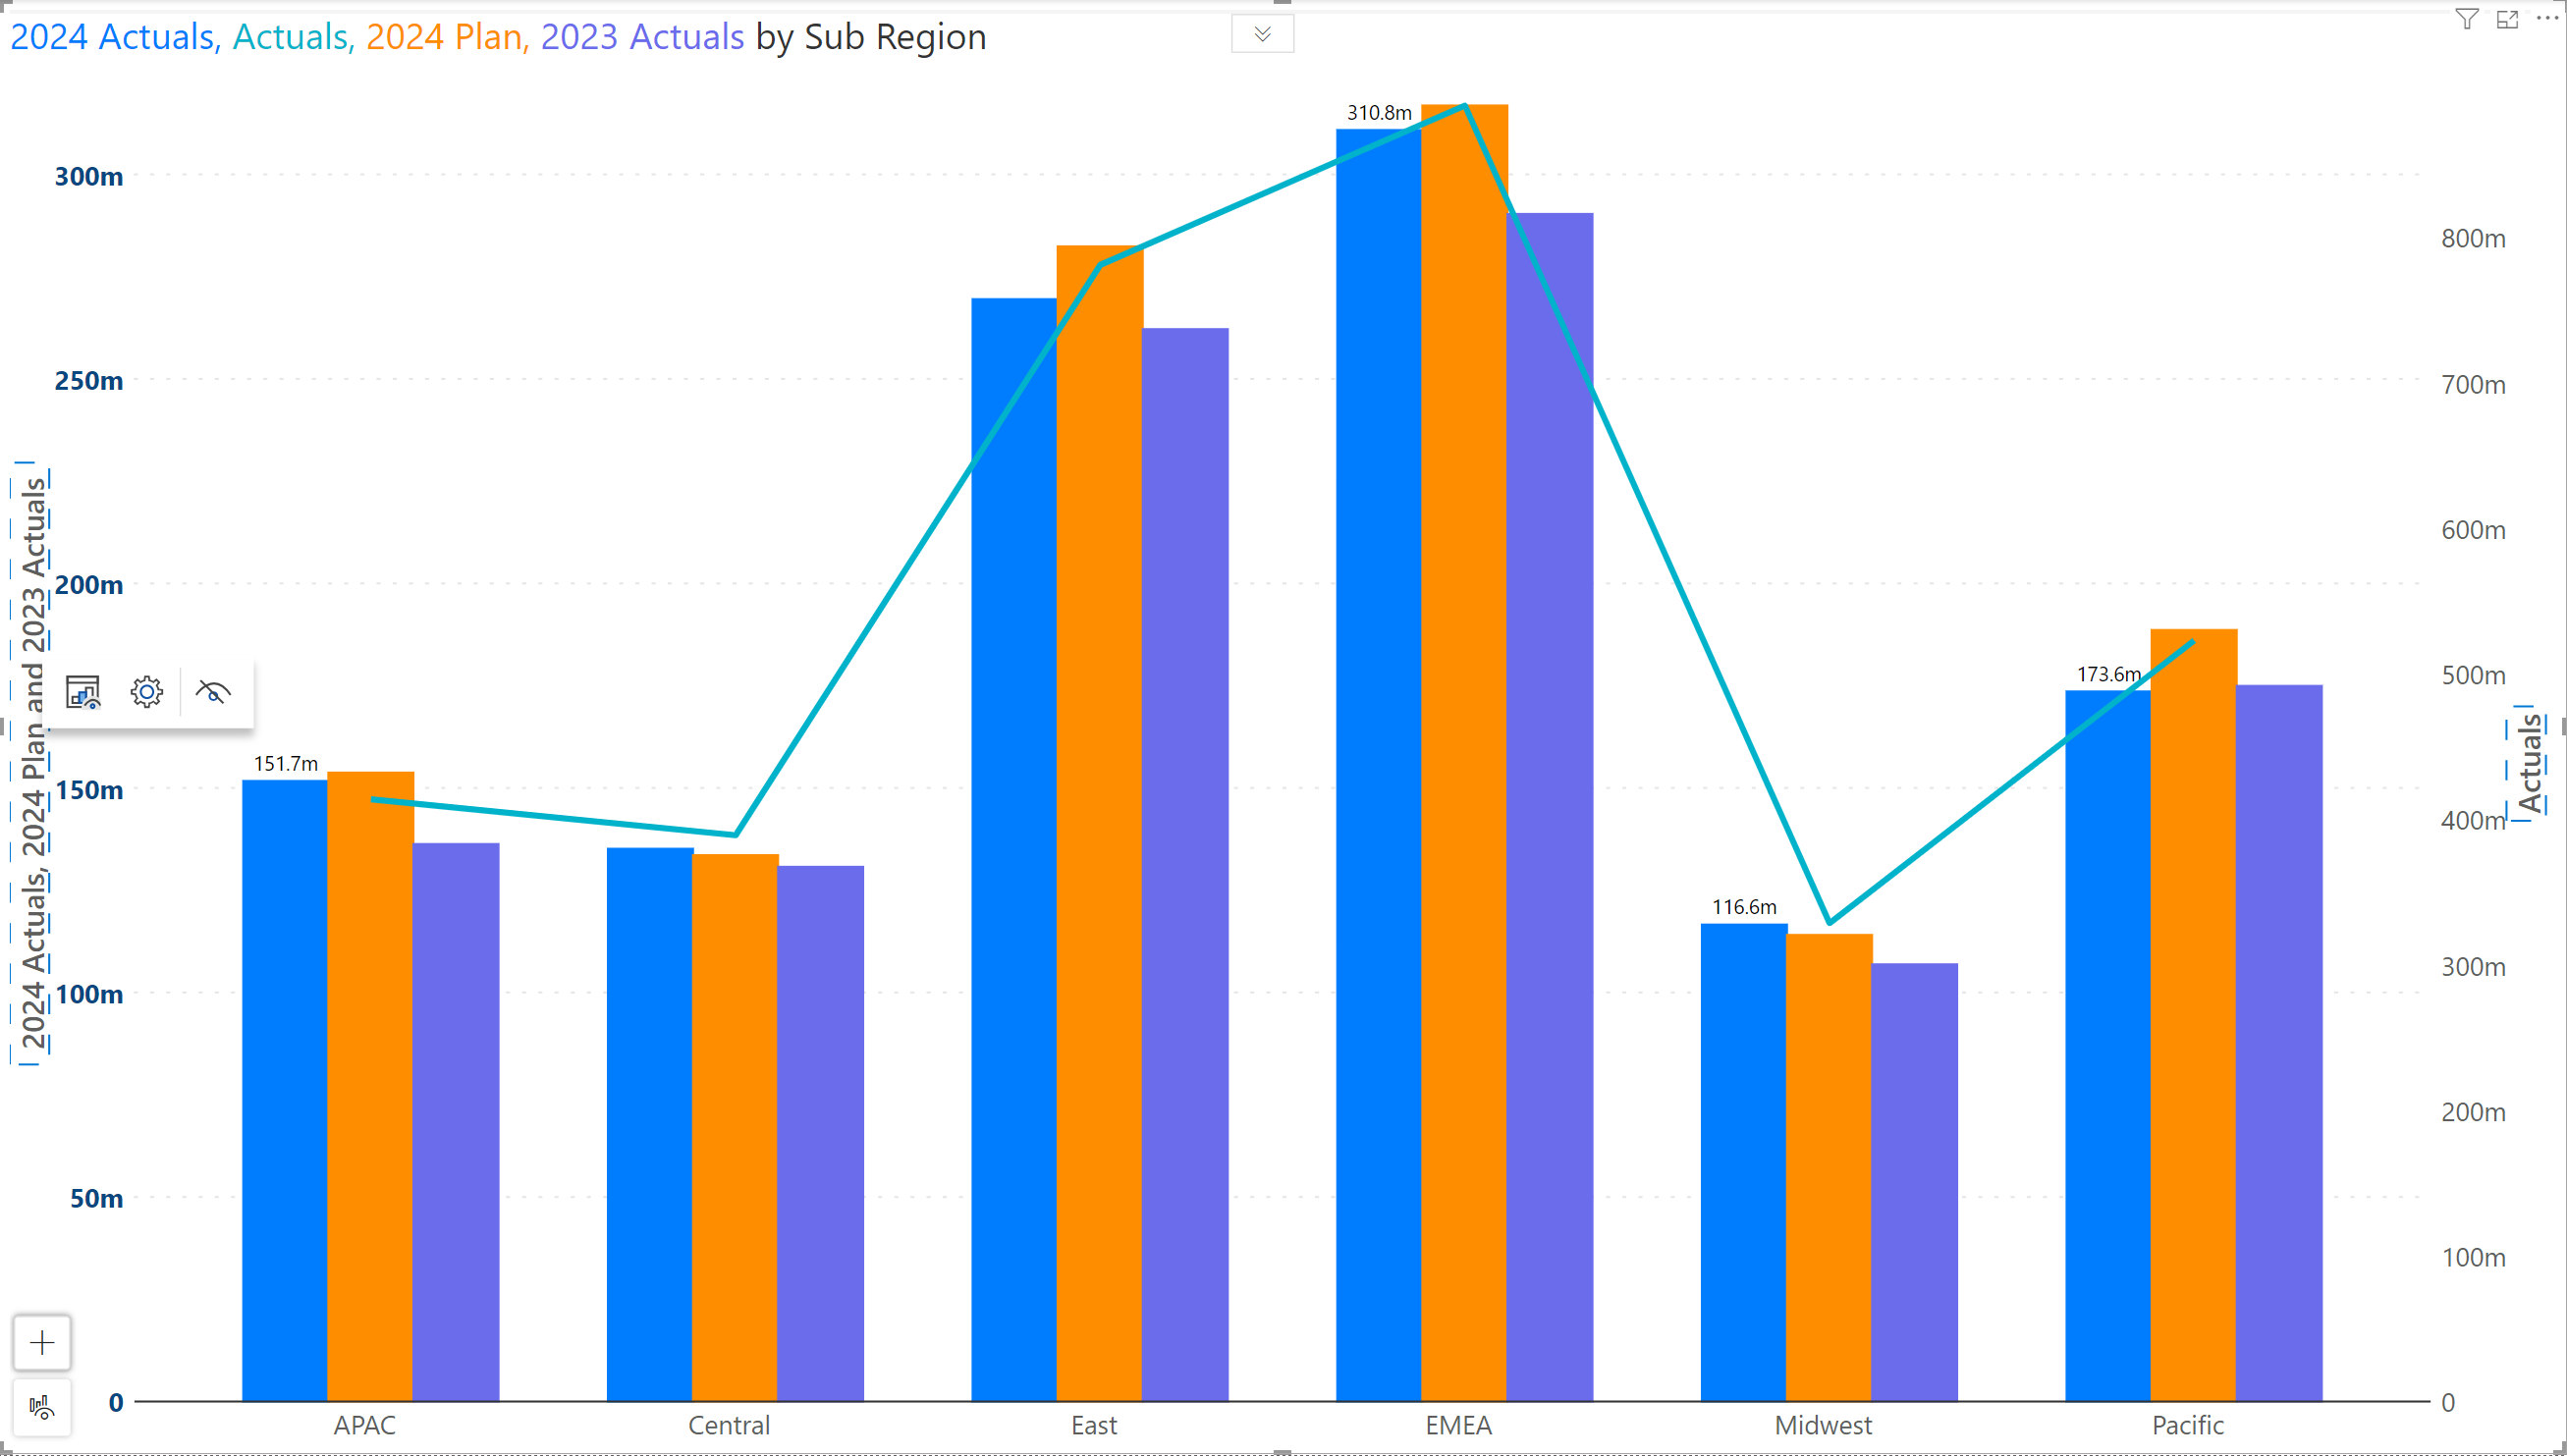 2024 Actuals, Actuals, 2024 Plan, 2023 Actuals by Sub Region
310.8m
300m
800m
250m
700m
600m
200m
2024 Actuals, 2024 Plan and 2023 Actuals
173.6m
500m
Actuals
151.7m
150m
400m
116.6m
300m
100m
200m
50m
100m
0
0
APAC
Central
East
EMEA
Midwest
Pacific